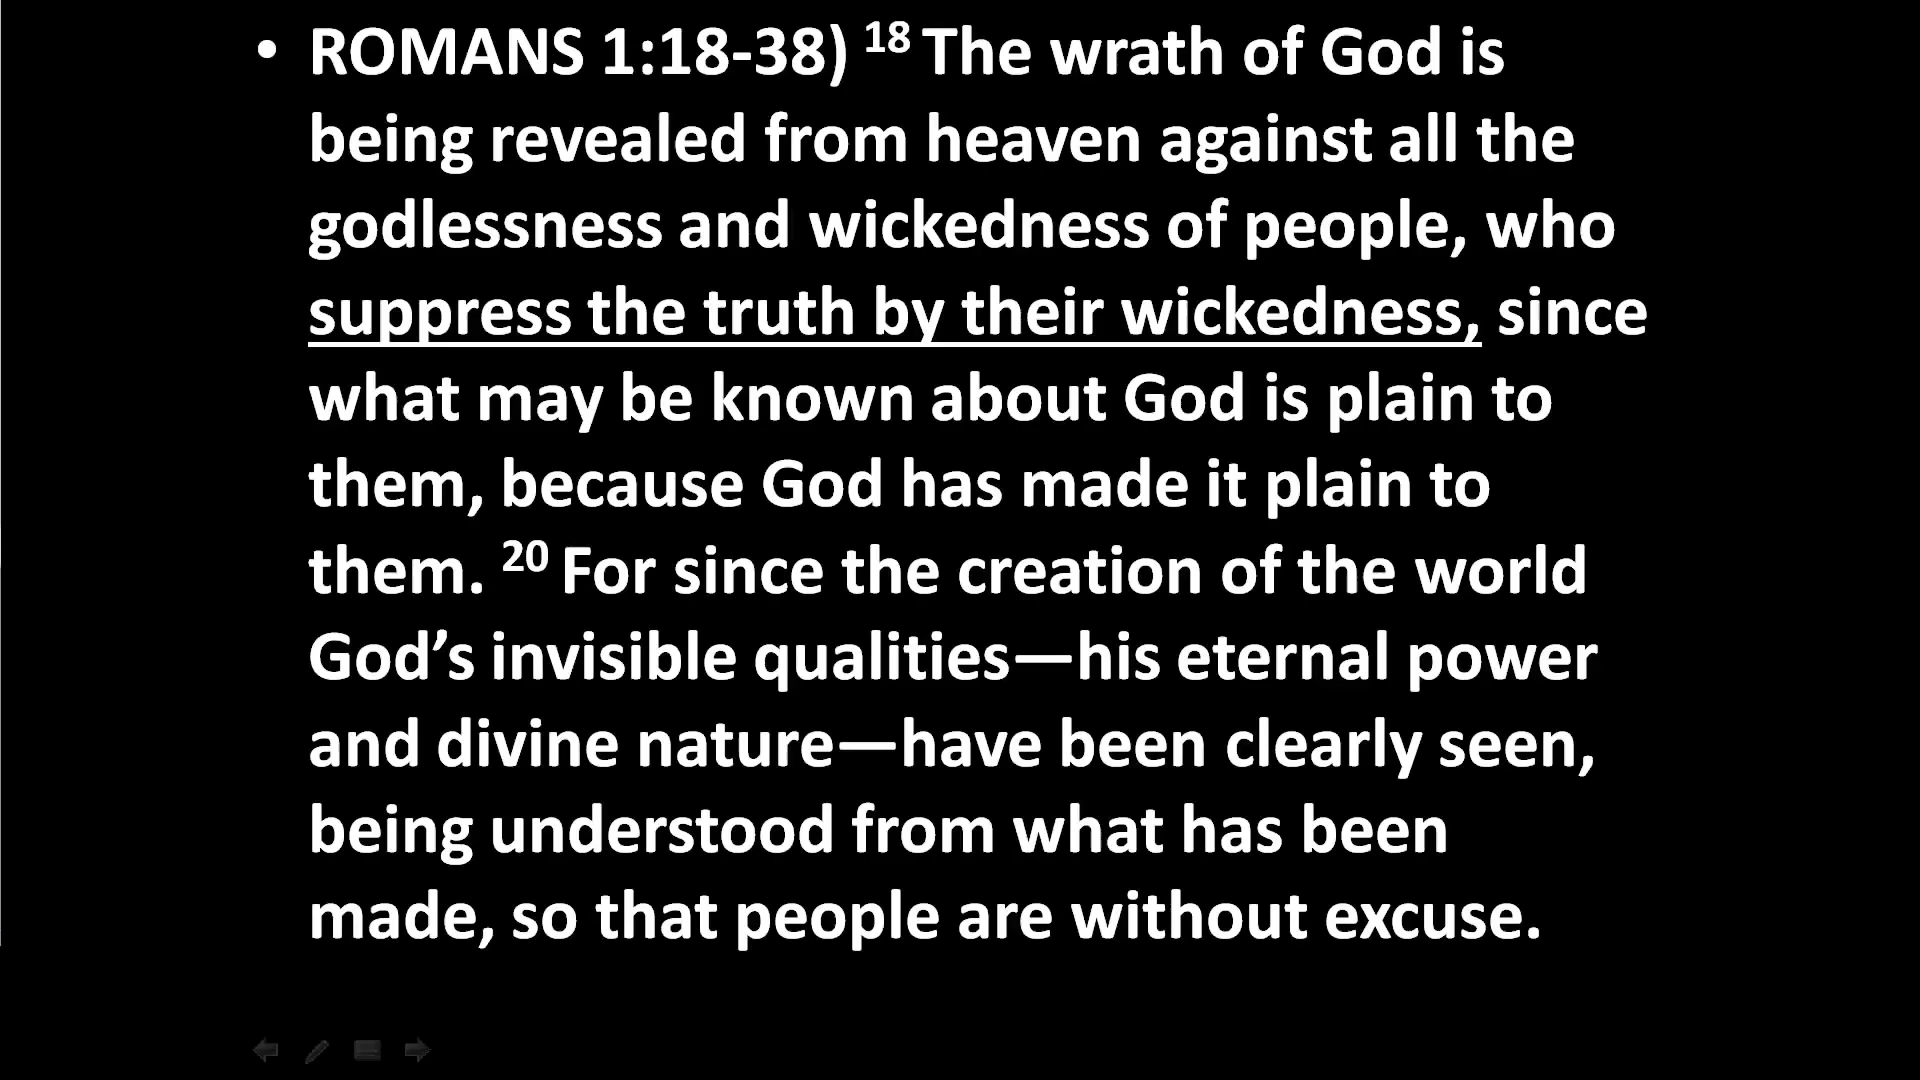 • ROMANS 1:18-38) 18 The wrath of God is
being revealed from heaven against all the
godlessness and wickedness of people, who
suppress the truth by their wickedness, since
what may be known about God is plain to
them, because God has made it plain to
them. 20 For since the creation of the world
God’s invisible qualities—his eternal power
and divine nature—have been clearly seen,
being understood from what has been
made, so that people are without excuse.